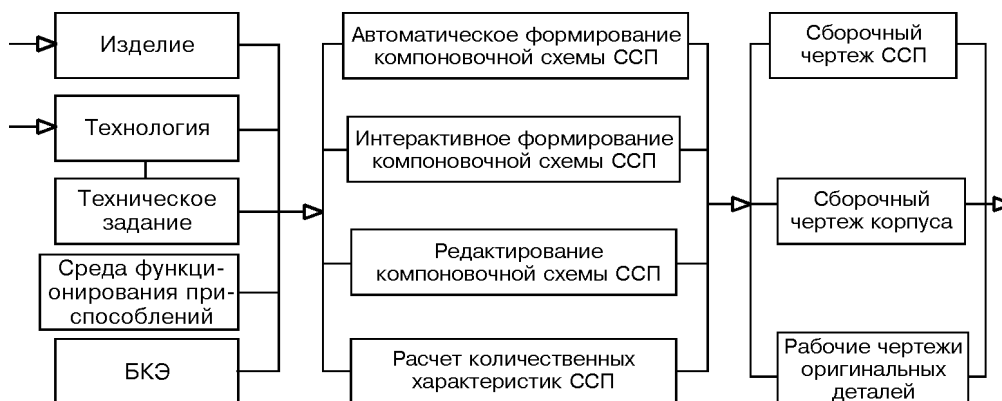 Изделие
Технология
Техническое
задание
Среда функци-
онирования при-
способлений
БКЭ
Автоматическое формирование
компоновочной схемы ССП
Интерактивное формирование
компоновочной схемы ССП
Редактирование
компоновочной схемы ССП
Расчет количественных
характеристик ССП
Сборочный
чертеж ССП
Сборочный
чертеж корпуса
Рабочие чертежи
оригинальных
деталей